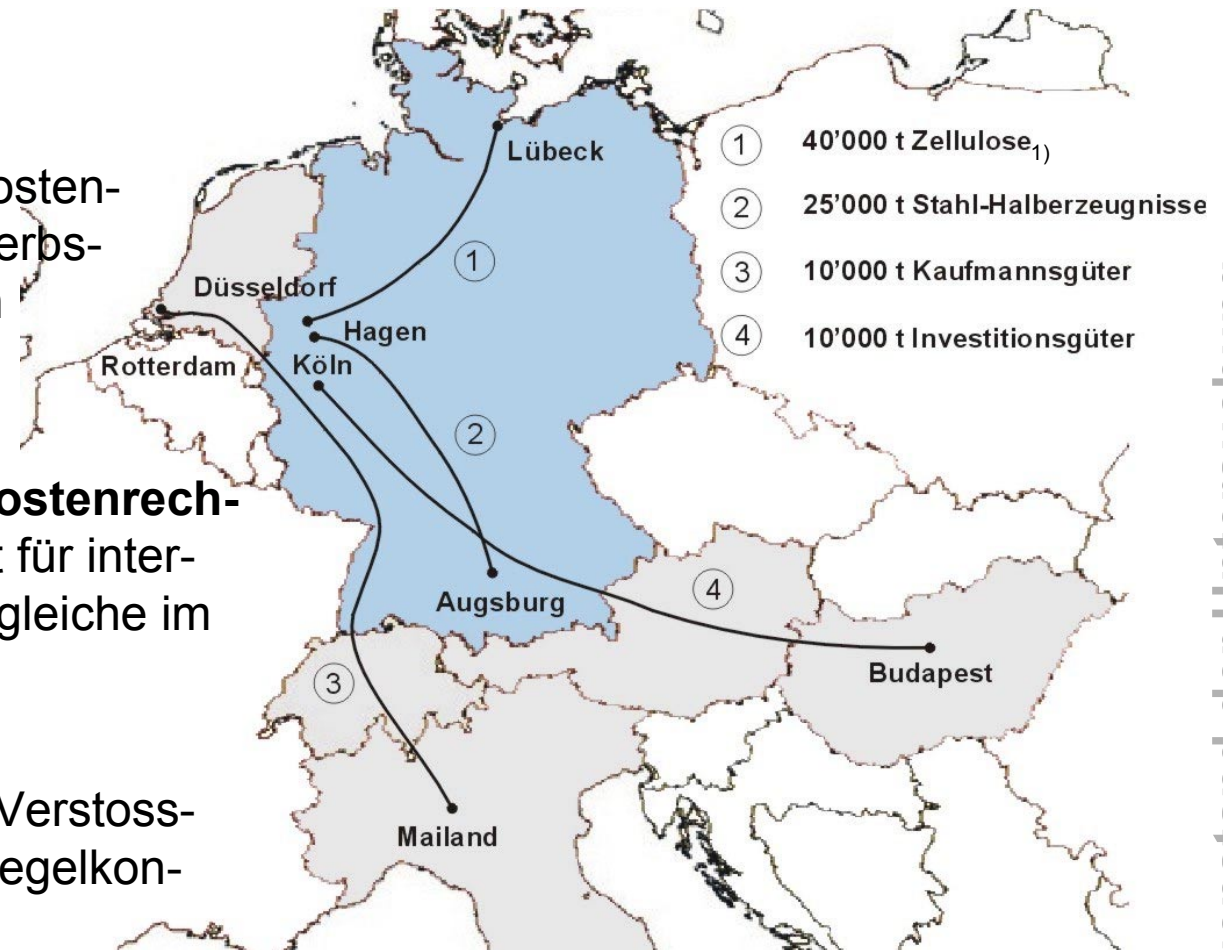 osten-
erbs-
ostenrech-
t für inter-
gleiche im
Verstoss-
egelkon-
Lübeck
1
Düsseldorf
Hagen
Rotterdam
Köln
2
Augsburg
4
Budapest
3
Mailand
1 40’000 t Zellulose1)
2 25’000 t Stahl-Halberzeugnisse
3 10’000 t Kaufmannsgüter
4 10’000 t Investitionsgüter